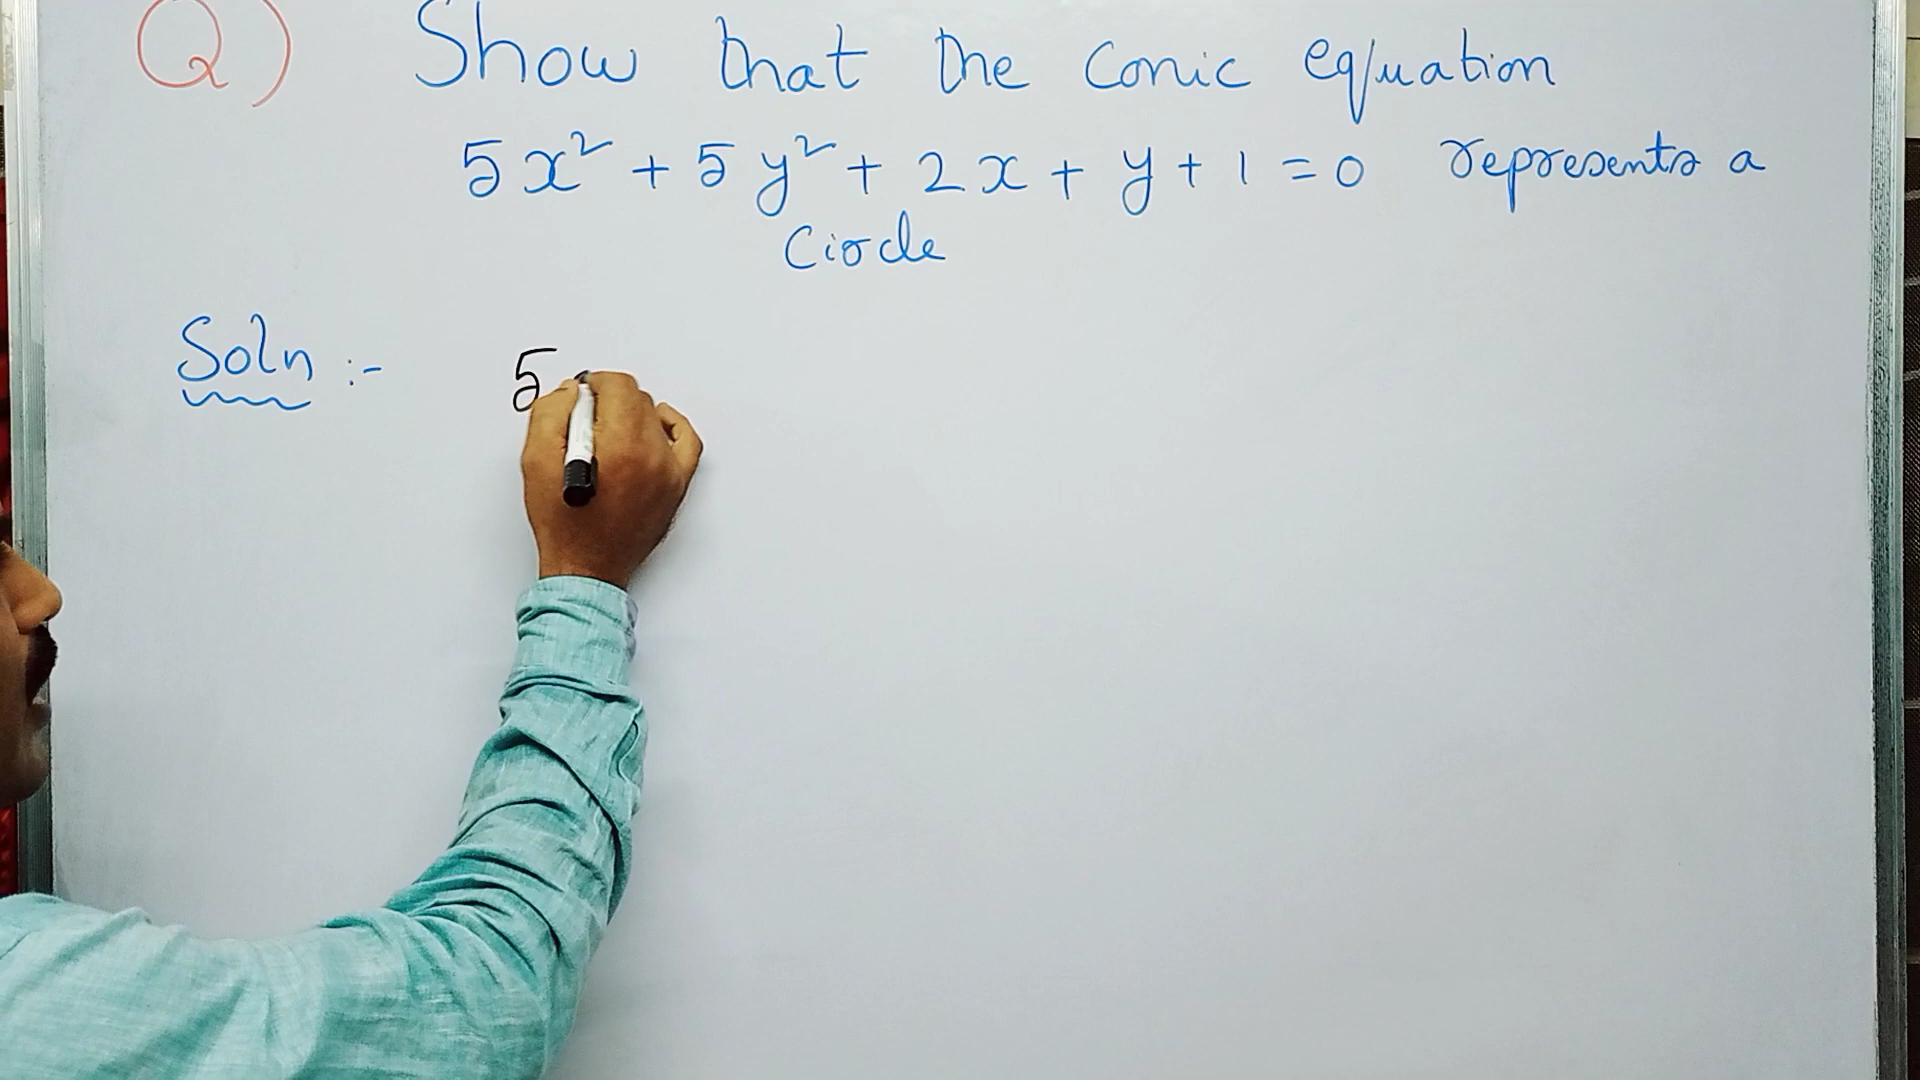 Q) Show that the conic equation
5x² + 5y² + 2x + y + 1 = 0 represents a
Circle
Soln :- 5